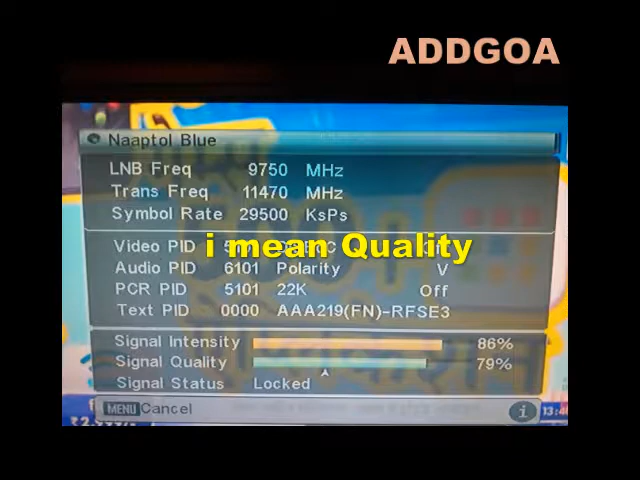 ADDGOA
Naaptol Blue
LNB Freq 9750 MHz
Trans Freq 11470 MHz
Symbol Rate 29500 KsPs
Video PID
i mean Quality
Audio PID 6101 Polarity V
PCR PID 5101 22K Off
Text PID 0000 AAA219(FN)-RFSE3
Signal Intensity 86%
Signal Quality 79%
Signal Status Locked
MENU Cancel i